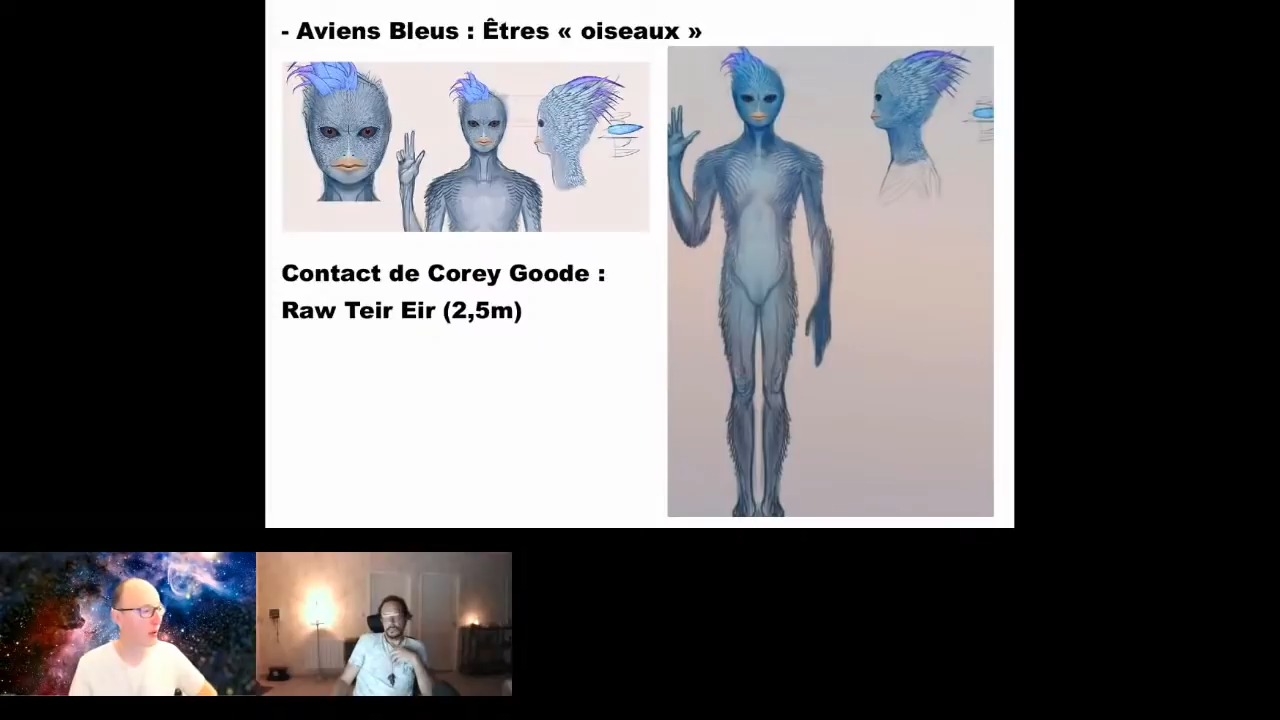 - Aviens Bleus : Êtres « oiseaux »
Contact de Corey Goode :
Raw Teir Eir (2,5m)